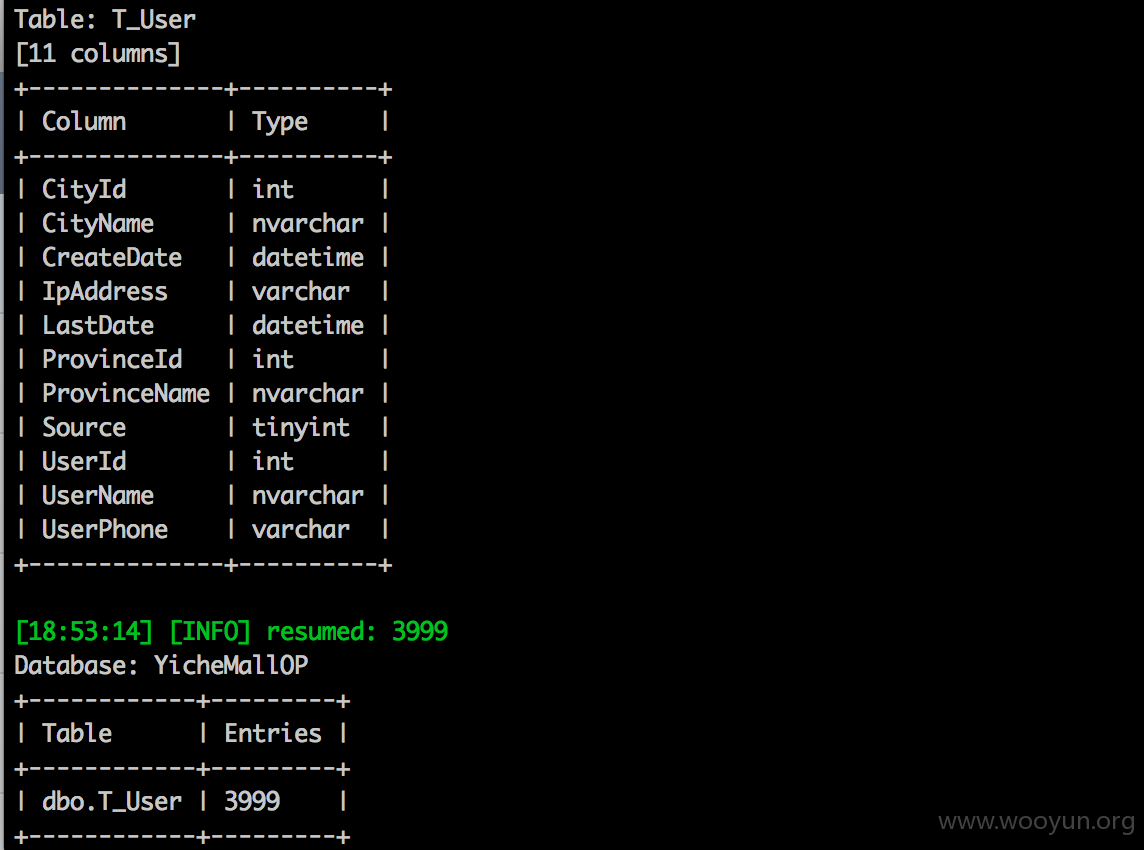 Table: T_User
[11 columns]
+--------------+----------+
| Column       | Type     |
+--------------+----------+
| CityId       | int      |
| CityName     | nvarchar |
| CreateDate   | datetime |
| IpAddress    | varchar  |
| LastDate     | datetime |
| ProvinceId   | int      |
| ProvinceName | nvarchar |
| Source       | tinyint  |
| UserId       | int      |
| UserName     | nvarchar |
| UserPhone    | varchar  |
+--------------+----------+
[18:53:14] [INFO] resumed: 3999
Database: YicheMallOP
+------------+---------+
| Table      | Entries |
+------------+---------+
| dbo.T_User | 3999    |
+------------+---------+
www.wooyun.org